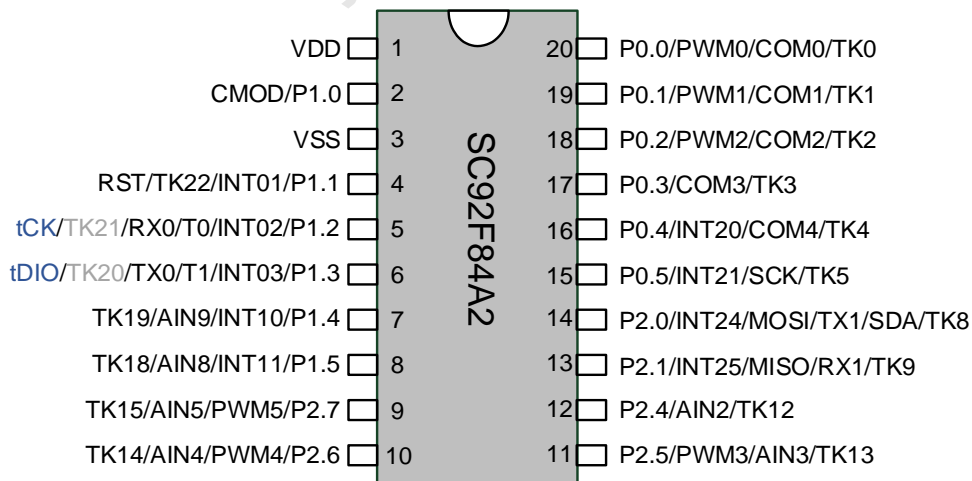 VDD 1 20 P0.0/PWM0/COM0/TK0
CMOD/P1.0 2 19 P0.1/PWM1/COM1/TK1
VSS 3 18 P0.2/PWM2/COM2/TK2
RST/TK22/INT01/P1.1 4 17 P0.3/COM3/TK3
tCK/TK21/RX0/T0/INT02/P1.2 5 16 P0.4/INT20/COM4/TK4
tDIO/TK20/TX0/T1/INT03/P1.3 6 15 P0.5/INT21/SCK/TK5
TK19/AIN9/INT10/P1.4 7 14 P2.0/INT24/MOSI/TX1/SDA/TK8
TK18/AIN8/INT11/P1.5 8 13 P2.1/INT25/MISO/RX1/TK9
TK15/AIN5/PWM5/P2.7 9 12 P2.4/AIN2/TK12
TK14/AIN4/PWM4/P2.6 10 11 P2.5/PWM3/AIN3/TK13
SC92F84A2